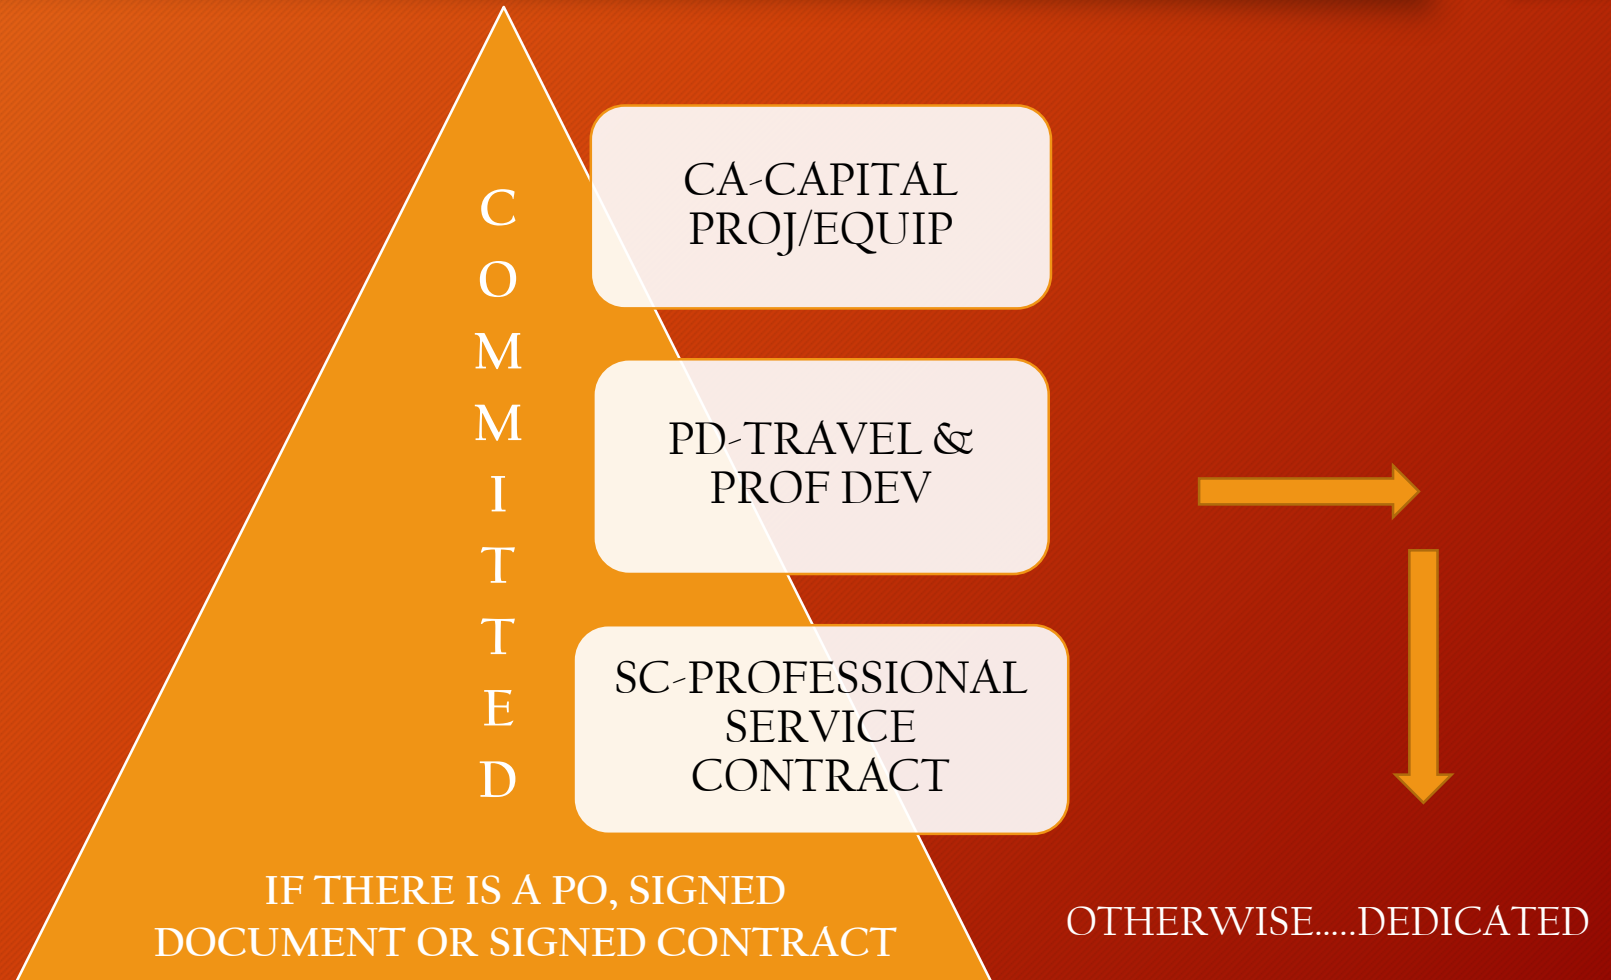 C
O
M
M
I
T
T
E
D
CA-CAPITAL
PROJ/EQUIP
PD-TRAVEL &
PROF DEV
SC-PROFESSIONAL
SERVICE
CONTRACT
IF THERE IS A PO, SIGNED
DOCUMENT OR SIGNED CONTRACT
OTHERWISE.....DEDICATED